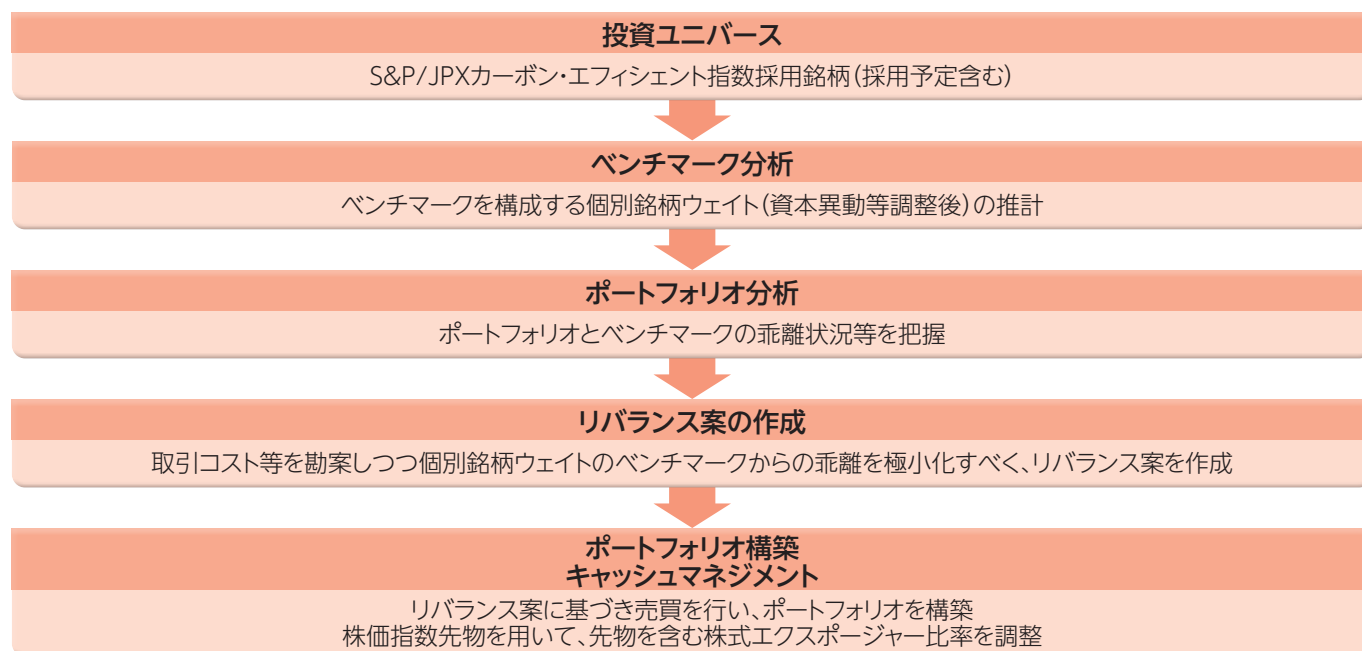 投資ユニバース
S&P/JPXカーボン・エフィシェント指数採用銘柄(採用予定含む)
ベンチマーク分析
ベンチマークを構成する個別銘柄ウェイト(資本異動等調整後)の推計
ポートフォリオ分析
ポートフォリオとベンチマークの乖離状況等を把握
リバランス案の作成
取引コスト等を勘案しつつ個別銘柄ウェイトのベンチマークからの乖離を極小化すべく、リバランス案を作成
ポートフォリオ構築
キャッシュマネジメント
リバランス案に基づき売買を行い、ポートフォリオを構築
株価指数先物を用いて、先物を含む株式エクスポージャー比率を調整